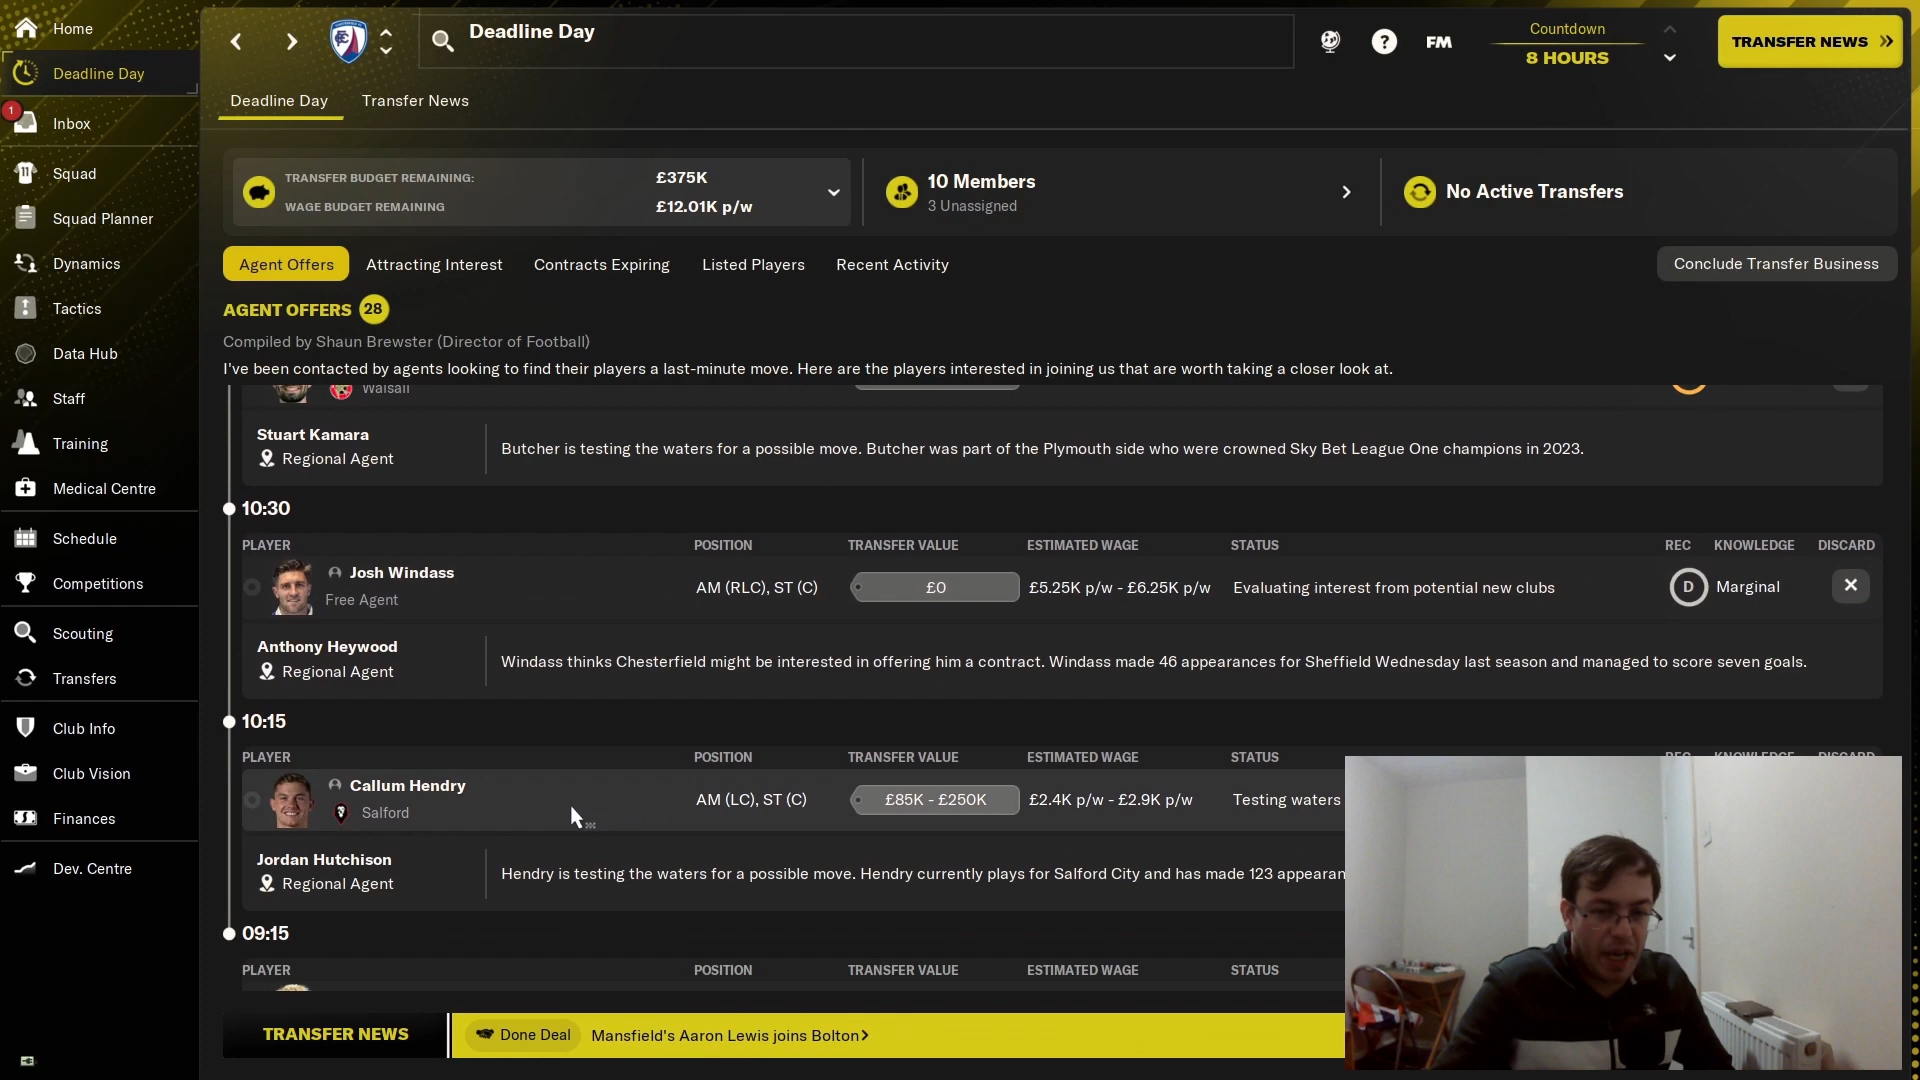 Home
Deadline Day
1
Inbox
Squad
Squad Planner
Dynamics
Tactics
Data Hub
Staff
Training
Medical Centre
Schedule
Competitions
Scouting
Transfers
Club Info
Club Vision
Finances
Dev. Centre
Deadline Day
?
FM
Countdown
8 HOURS
TRANSFER NEWS
Deadline Day Transfer News
TRANSFER BUDGET REMAINING: £375K
WAGE BUDGET REMAINING £12.01K p/w
10 Members
3 Unassigned
No Active Transfers
Agent Offers Attracting Interest Contracts Expiring Listed Players Recent Activity
Conclude Transfer Business
AGENT OFFERS 28
Compiled by Shaun Brewster (Director of Football)
I've been contacted by agents looking to find their players a last-minute move. Here are the players interested in joining us that are worth taking a closer look at.
Walsall
Stuart Kamara
Regional Agent
Butcher is testing the waters for a possible move. Butcher was part of the Plymouth side who were crowned Sky Bet League One champions in 2023.
10:30
PLAYER POSITION TRANSFER VALUE ESTIMATED WAGE STATUS REC KNOWLEDGE DISCARD
Josh Windass
Free Agent
AM (RLC), ST (C) £0 £5.25K p/w - £6.25K p/w Evaluating interest from potential new clubs D Marginal
Anthony Heywood
Regional Agent
Windass thinks Chesterfield might be interested in offering him a contract. Windass made 46 appearances for Sheffield Wednesday last season and managed to score seven goals.
10:15
PLAYER POSITION TRANSFER VALUE ESTIMATED WAGE STATUS REC KNOWLEDGE DISCARD
Callum Hendry
Salford
AM (LC), ST (C) £85K - £250K £2.4K p/w - £2.9K p/w Testing waters
Jordan Hutchison
Regional Agent
Hendry is testing the waters for a possible move. Hendry currently plays for Salford City and has made 123 appearan
09:15
PLAYER POSITION TRANSFER VALUE ESTIMATED WAGE STATUS
TRANSFER NEWS
Done Deal
Mansfield's Aaron Lewis joins Bolton